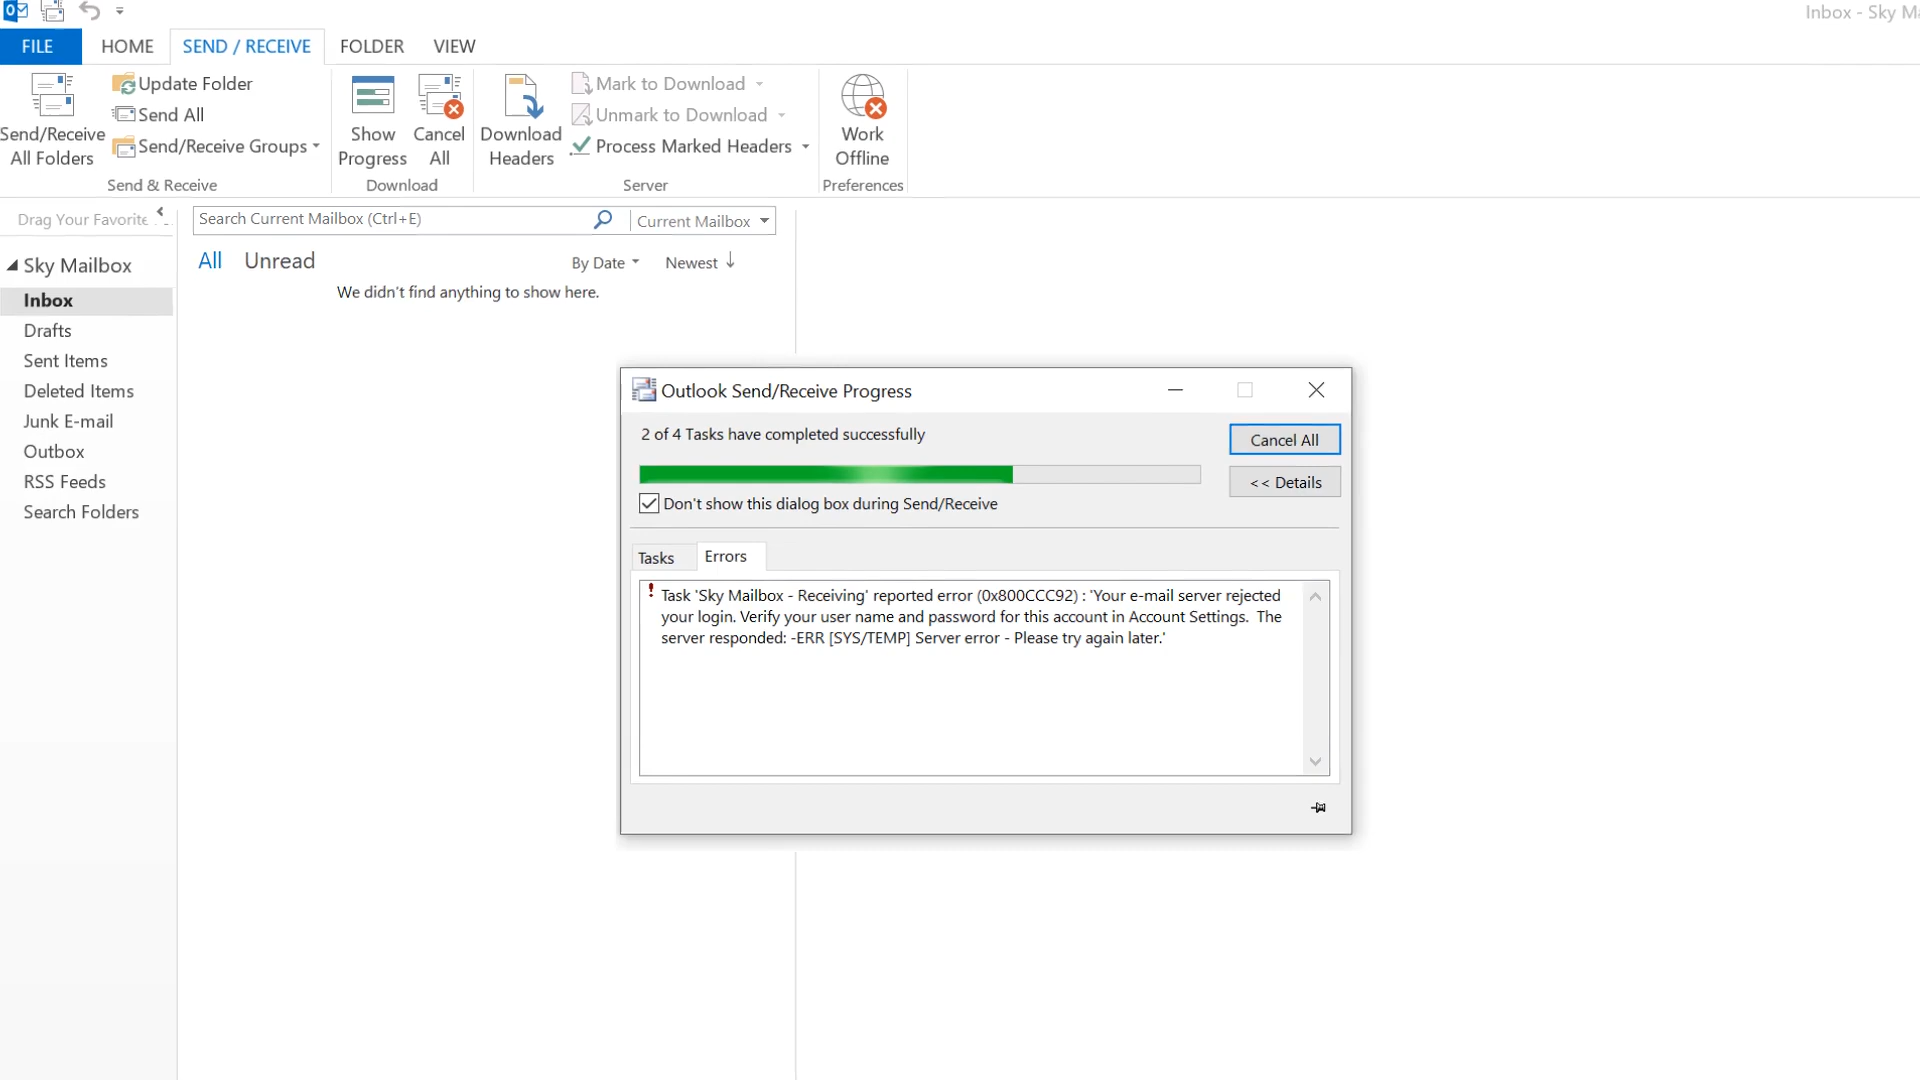 Inbox - Sky Ma
FILE
HOME
SEND / RECEIVE
FOLDER
VIEW
Send/Receive
All Folders
Update Folder
Send All
Send/Receive Groups
Send & Receive
Show
Progress
Cancel
All
Download
Download
Headers
Mark to Download
Unmark to Download
Process Marked Headers
Server
Work
Offline
Preferences
Drag Your Favorite
Search Current Mailbox (Ctrl+E)
Current Mailbox
All
Unread
By Date
Newest
We didn't find anything to show here.
Sky Mailbox
Inbox
Drafts
Sent Items
Deleted Items
Junk E-mail
Outbox
RSS Feeds
Search Folders
Outlook Send/Receive Progress
2 of 4 Tasks have completed successfully
Cancel All
<< Details
Don't show this dialog box during Send/Receive
Tasks
Errors
Task 'Sky Mailbox - Receiving' reported error (0x800CCC92) : 'Your e-mail server rejected
your login. Verify your user name and password for this account in Account Settings.  The
server responded: -ERR [SYS/TEMP] Server error - Please try again later.'